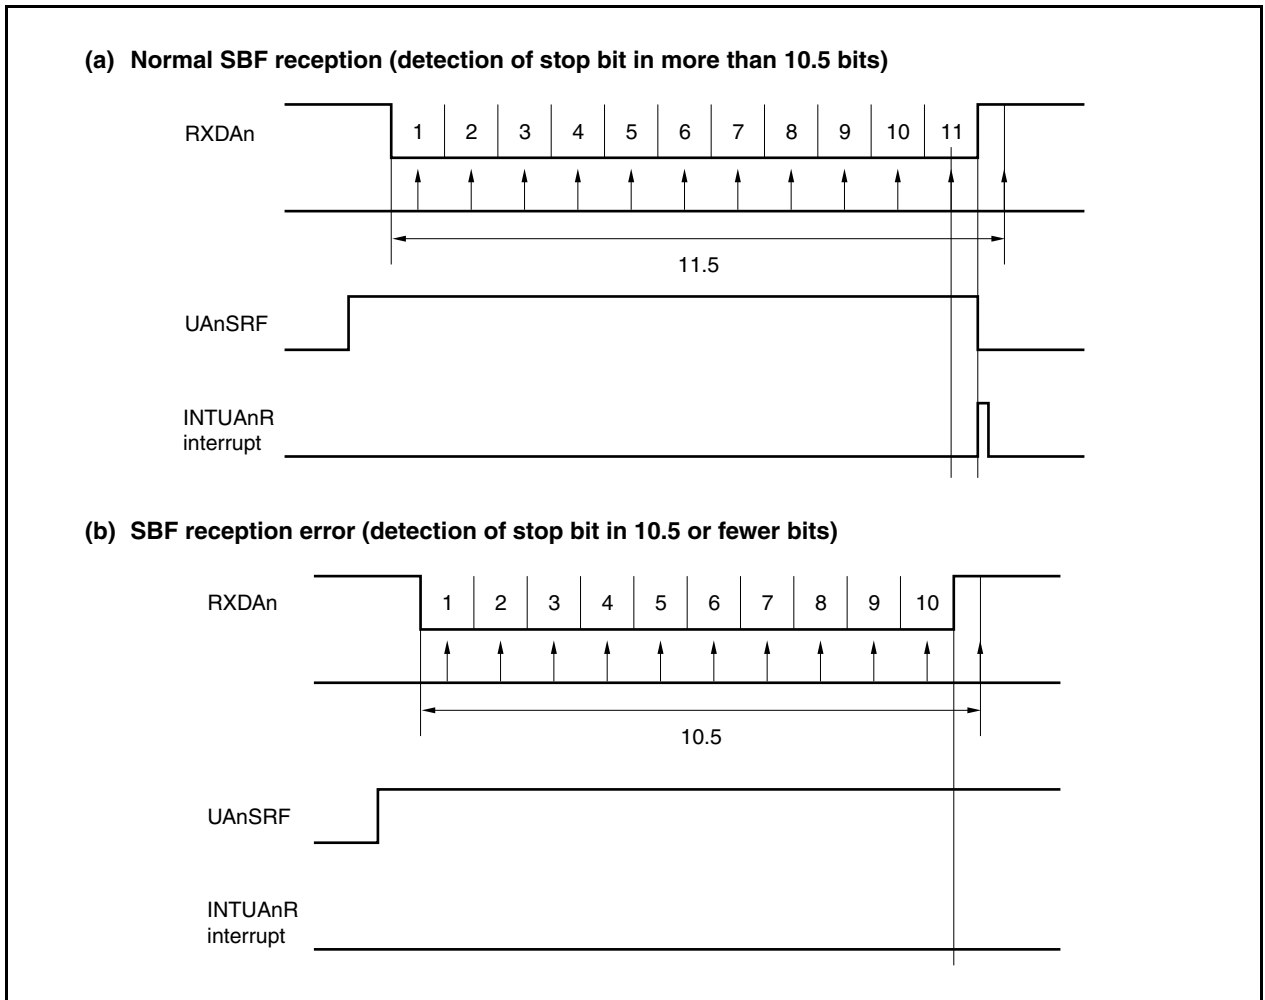 (a) Normal SBF reception (detection of stop bit in more than 10.5 bits)
RXDAn
1 2 3 4 5 6 7 8 9 10 11
11.5
UAnSRF
INTUAnR
interrupt
(b) SBF reception error (detection of stop bit in 10.5 or fewer bits)
RXDAn
1 2 3 4 5 6 7 8 9 10
10.5
UAnSRF
INTUAnR
interrupt